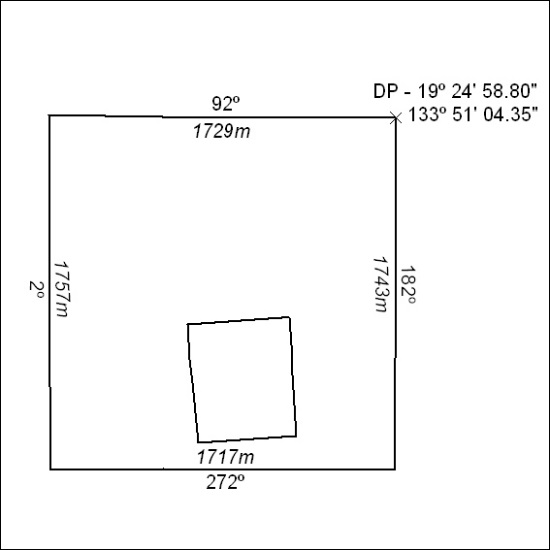 DP - 19º 24' 58.80"
133º 51' 04.35"
92º
1729m
2º
1757m
1743m
182º
1717m
272º